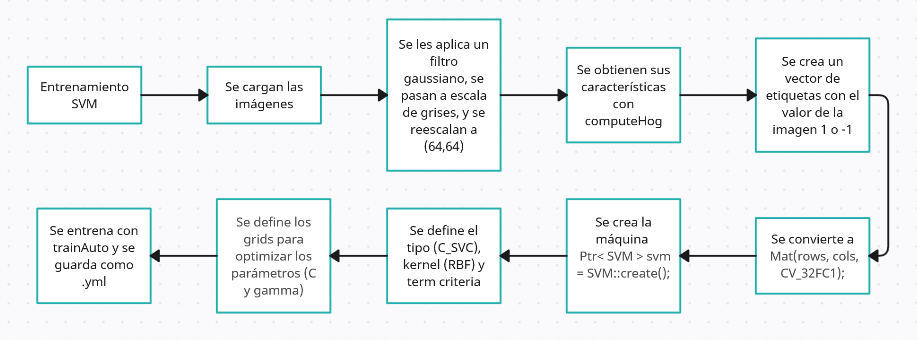 Entrenamiento
SVM
Se cargan las
imágenes
Se les aplica un
filtro
gaussiano, se
pasan a escala
de grises, y se
reescalan a
(64,64)
Se obtienen sus
características
con
computeHog
Se crea un
vector de
etiquetas con el
valor de la
imagen 1 o -1
Se convierte a
Mat(rows, cols,
CV_32FC1);
Se crea la
máquina
Ptr< SVM > svm
= SVM::create();
Se define el
tipo (C_SVC),
kernel (RBF) y
term criteria
Se define los
grids para
optimizar los
parámetros (C
y gamma)
Se entrena con
trainAuto y se
guarda como
.yml